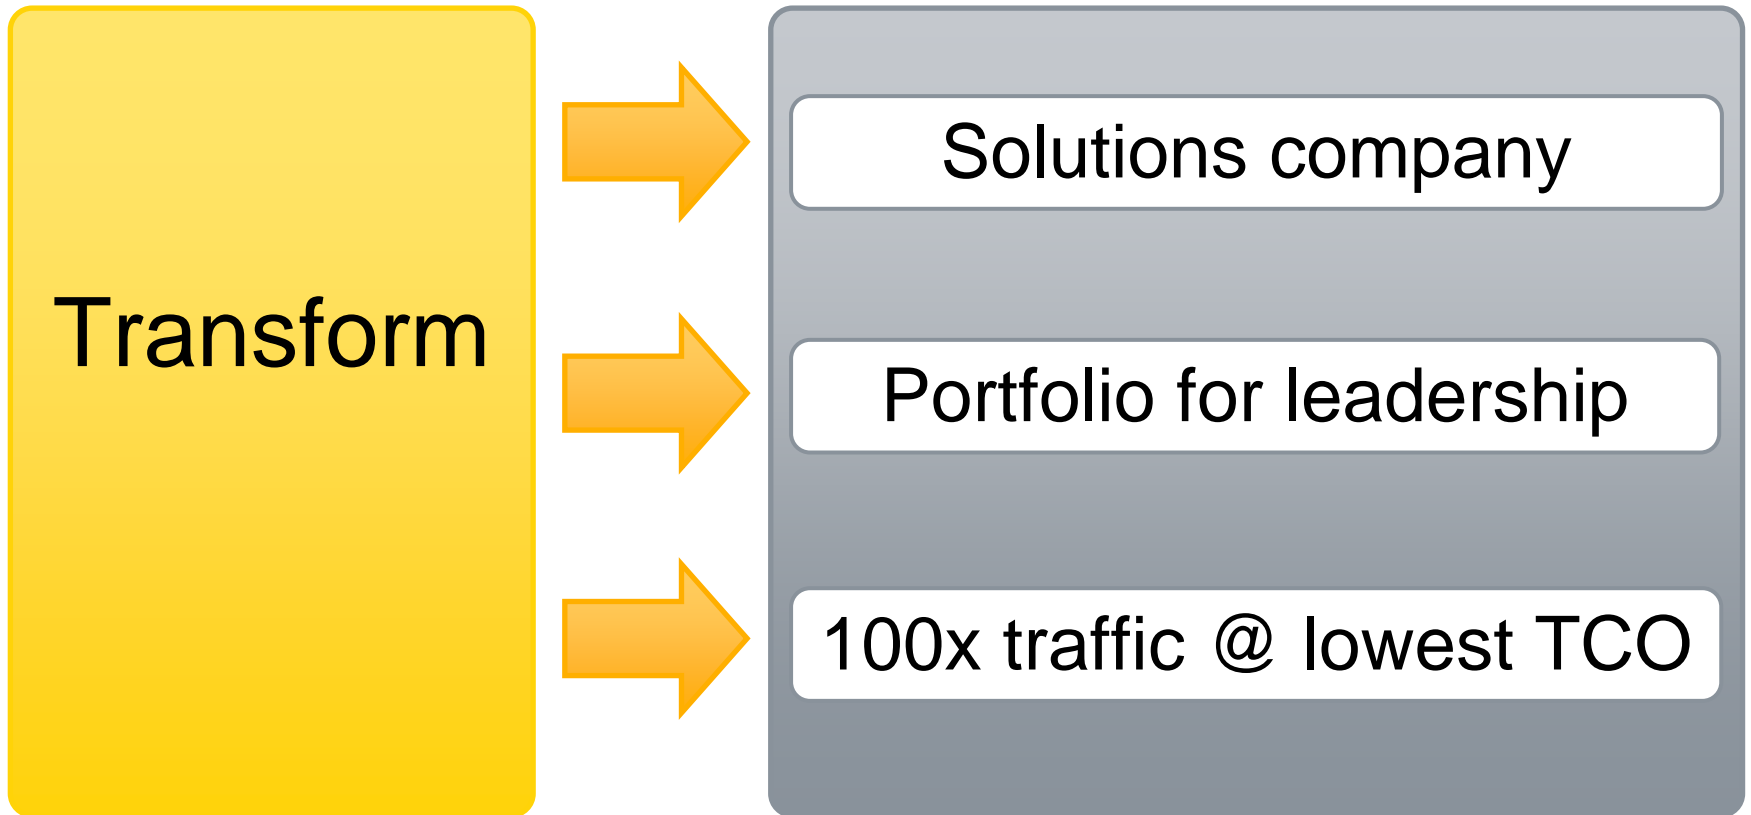 Transform
Solutions company
Portfolio for leadership
100x traffic @ lowest TCO